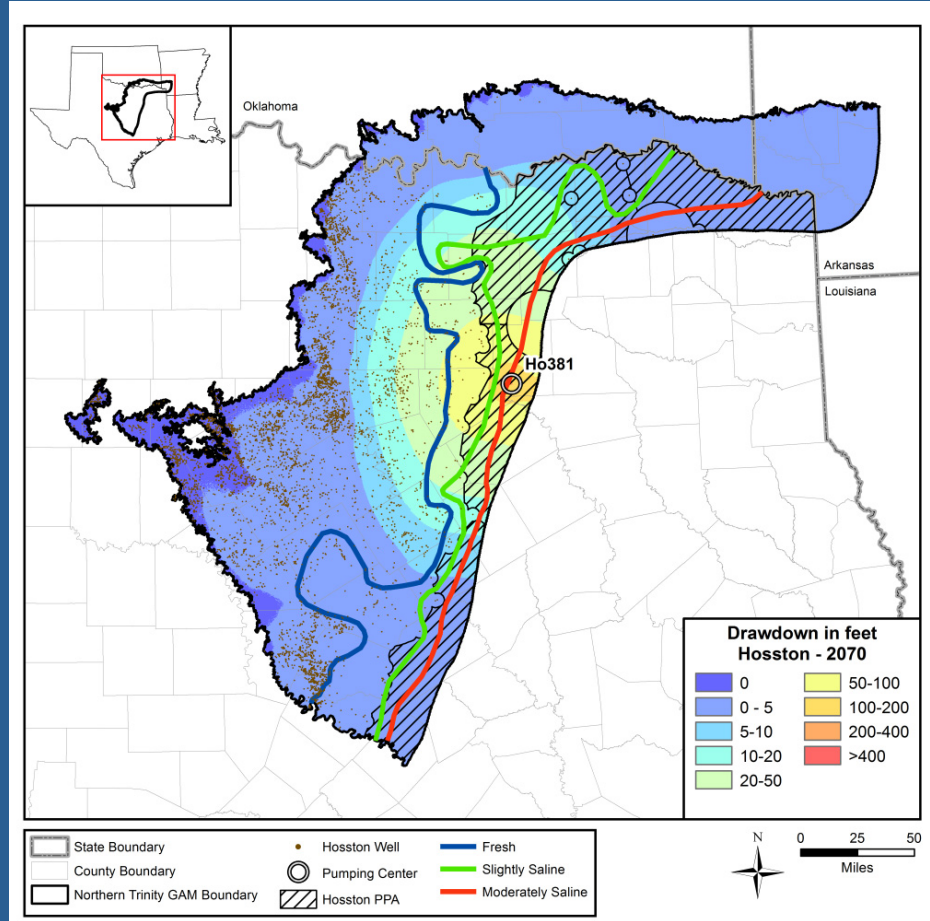 Oklahoma
Arkansas
Louisiana
Ho381
Drawdown in feet
Hosston - 2070
0
0 - 5
5-10
10-20
20-50
50-100
100-200
200-400
>400
State Boundary
County Boundary
Northern Trinity GAM Boundary
Hosston Well
Pumping Center
Hosston PPA
Fresh
Slightly Saline
Moderately Saline
N
0 25 50
Miles